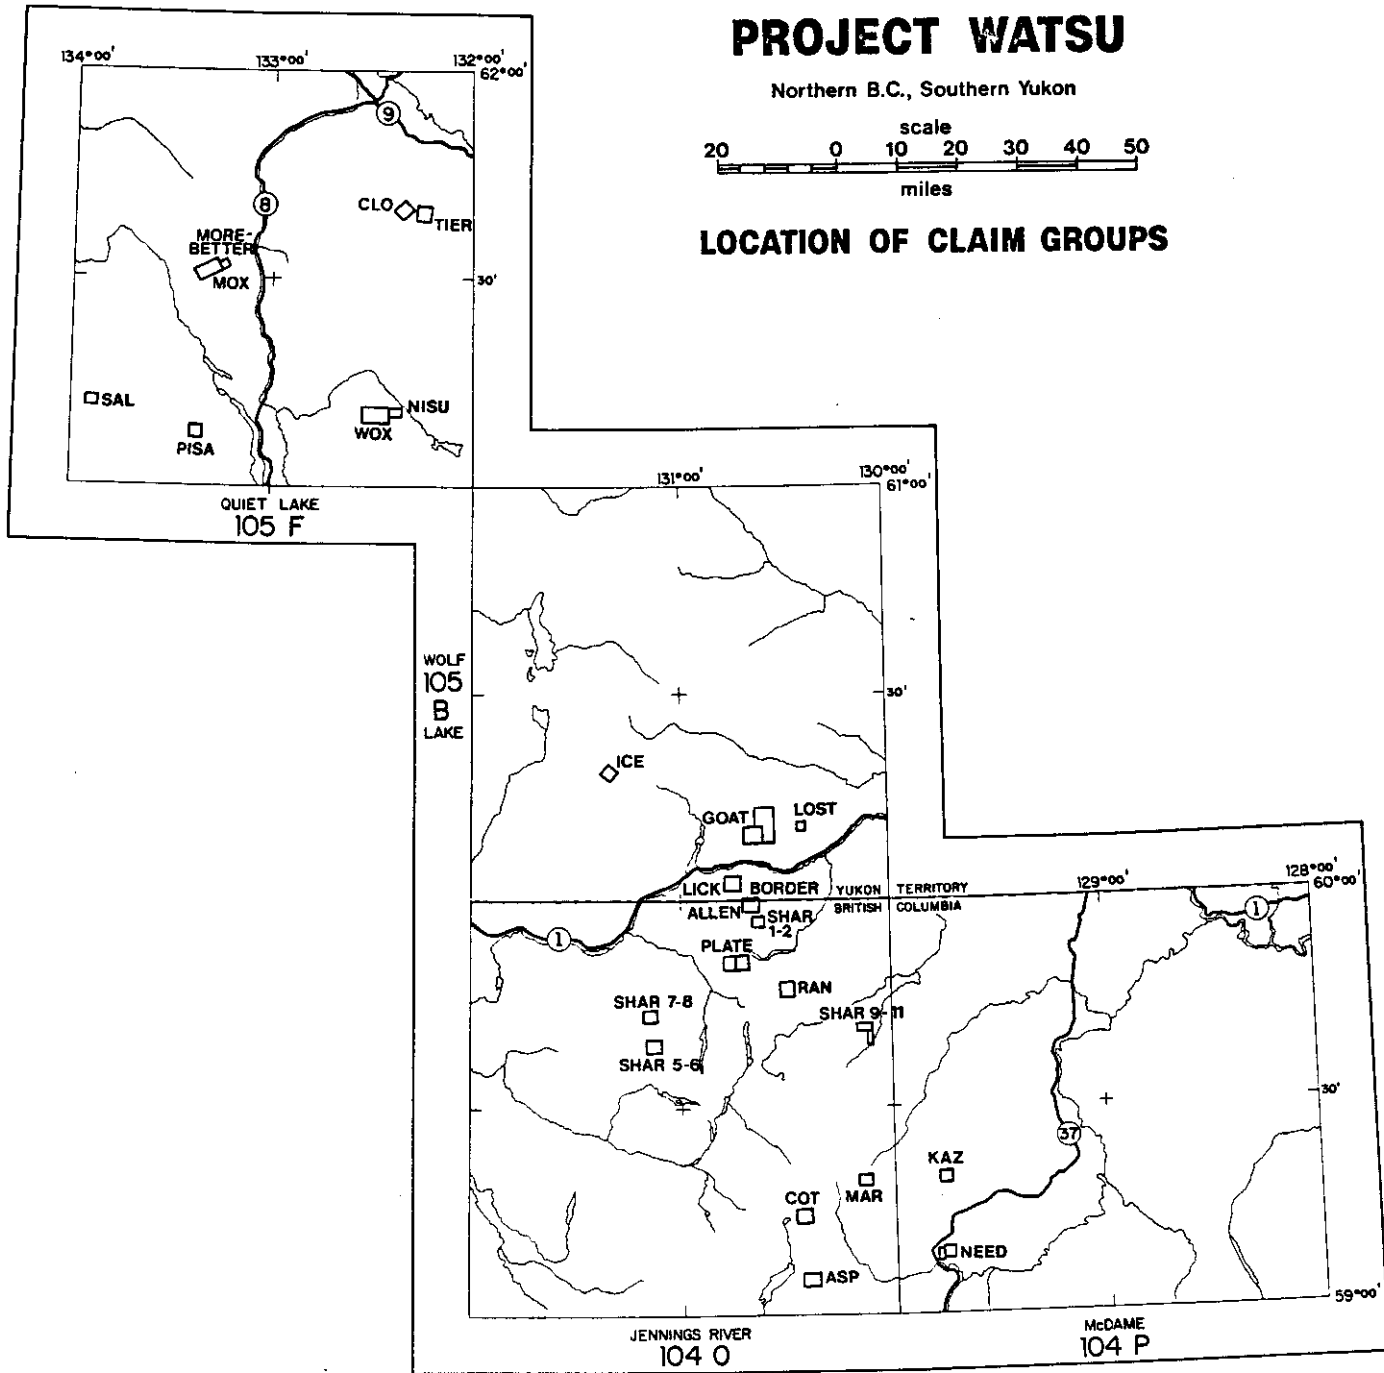 PROJECT WATSU
Northern B.C., Southern Yukon
scale
20 0 10 20 30 40 50
miles
LOCATION OF CLAIM GROUPS
134°00' 133°00' 132°00'
62°00'
9
8
CLO
TIER
MORE-
BETTER
MOX
30'
SAL
PISA
NISU
WOX
QUIET LAKE
105 F
131°00' 130°00'
61°00'
WOLF
105
B
LAKE
30'
ICE
GOAT
LOST
LICK
BORDER
YUKON TERRITORY
BRITISH COLUMBIA
129°00' 128°00'
60°00'
ALLEN
SHAR
1-2
1
1
PLATE
RAN
SHAR 7-8
SHAR 9-11
SHAR 5-6
30'
37
KAZ
MAR
COT
NEED
ASP
59°00'
JENNINGS RIVER
104 O
McDAME
104 P